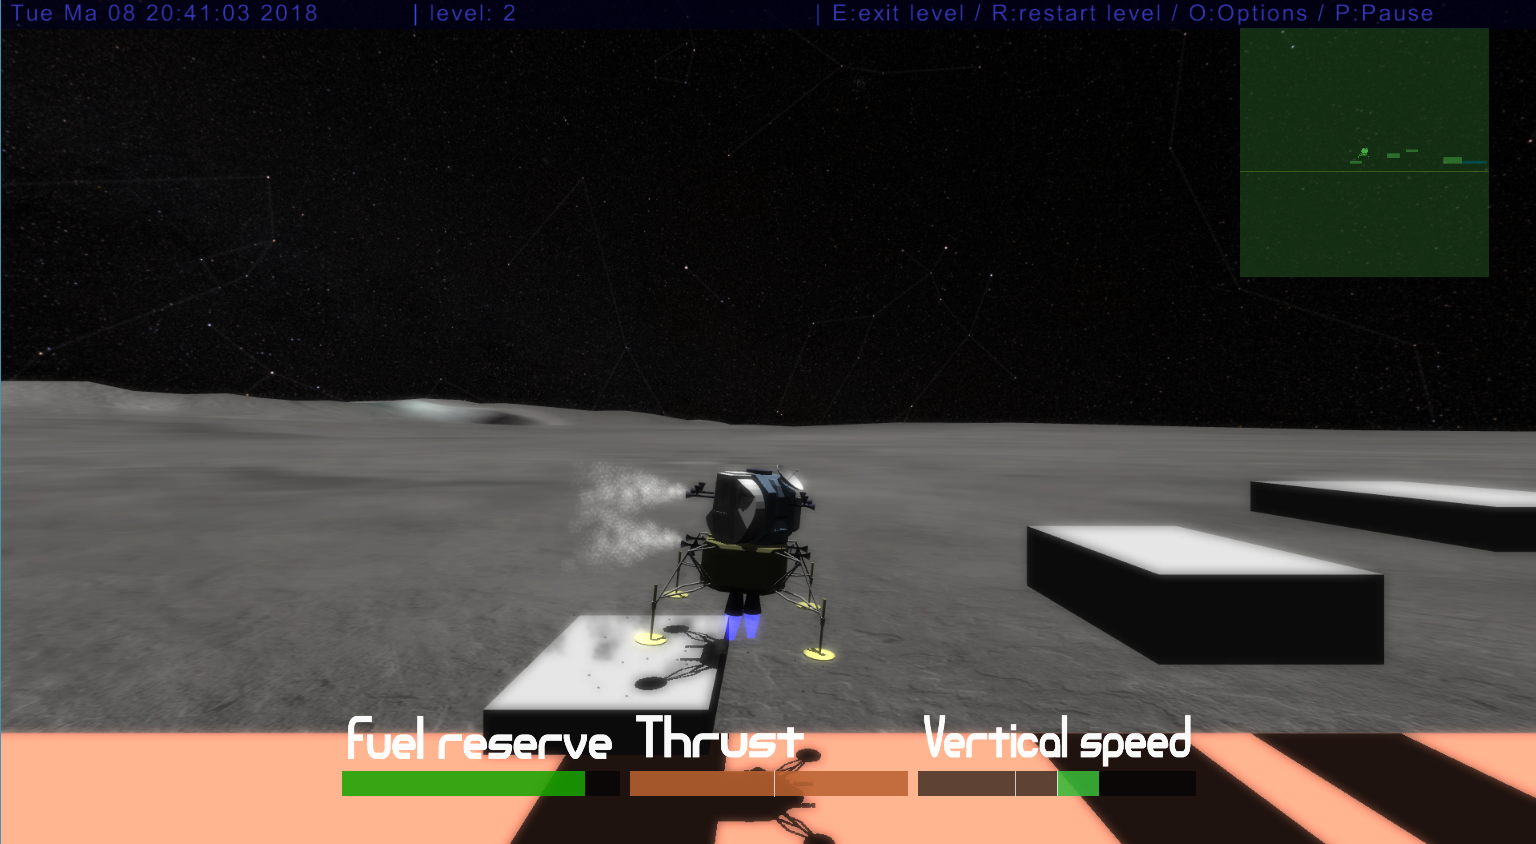 Tue Ma 08 20:41:03 2018 | level: 2 | E:exit level / R:restart level / O:Options / P:Pause
Fuel reserve Thrust Vertical speed